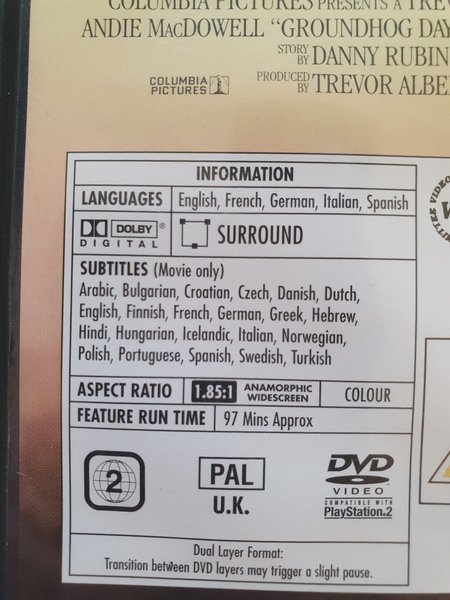 COLUMBIA PICTURES PRESENTS A
ANDIE MACDOWELL "GROUNDHOG DAY
STORY BY DANNY RUBIN
COLUMBIA PICTURES
PRODUCED BY TREVOR
INFORMATION
LANGUAGES English, French, German, Italian, Spanish
DOLBY® DIGITAL SURROUND
SUBTITLES (Movie only)
Arabic, Bulgarian, Croatian, Czech, Danish, Dutch,
English, Finnish, French, German, Greek, Hebrew,
Hindi, Hungarian, Icelandic, Italian, Norwegian,
Polish, Portuguese, Spanish, Swedish, Turkish
ASPECT RATIO 1.85:1 ANAMORPHIC WIDESCREEN COLOUR
FEATURE RUN TIME 97 Mins Approx
2
PAL
U.K.
DVD
VIDEO
COMPATIBLE WITH
PlayStation.2
Dual Layer Format:
Transition between DVD layers may trigger a slight pause.